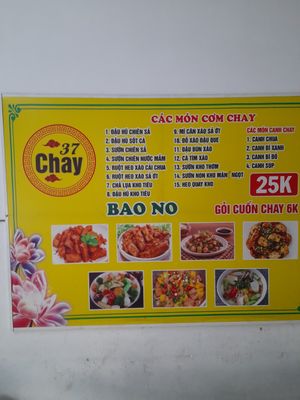 37
Chay
CÁC MÓN CƠM CHAY
1. ĐẬU HŨ CHIÊN SẢ
2. ĐẬU HŨ SỐT CÀ
3. SƯỜN CHIÊN SẢ
4. SƯỜN CHIÊN NƯỚC MẮM
5. RUỘT HEO XÀO CẢI CHUA
6. RUỘT HEO XÀO SẢ ỚT
7. CHẢ LỤA KHO TIÊU
8. ĐẬU HŨ KHO TIÊU
9. MÌ CĂN XÀO SẢ ỚT
10. ĐỒ XÀO ĐẬU QUE
11. ĐẬU BÚN XÀO
12. CÀ TÍM XÀO
13. SƯỜN KHO THƠM
14. SƯỜN NON KHO MẶN NGỌT
15. HEO QUAY KHO
CÁC MÓN CANH CHAY
1. CANH CHUA
2. CANH BÍ XANH
3. CANH BÍ ĐỎ
4. CANH SÚP
25K
BAO NO
GỎI CUỐN CHAY 6K